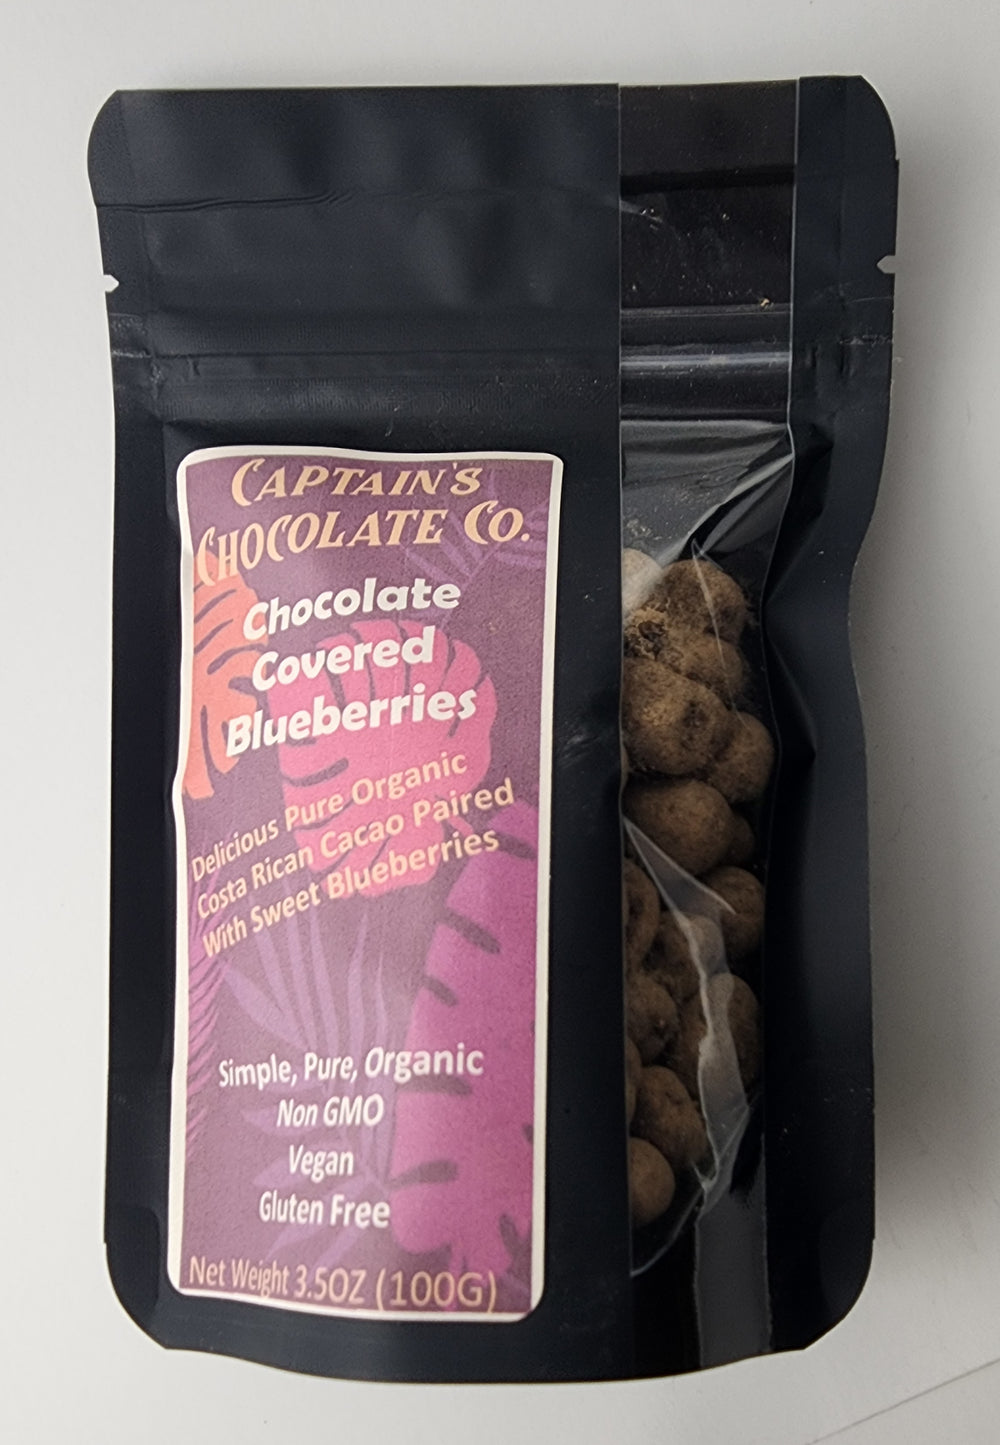 CAPTAIN'S
CHOCOLATE CO.
Chocolate
Covered
Blueberries
Delicious Pure Organic
Costa Rican Cacao Paired
With Sweet Blueberries
Simple, Pure, Organic
Non GMO
Vegan
Gluten Free
Net Weight 3.5OZ (100G)